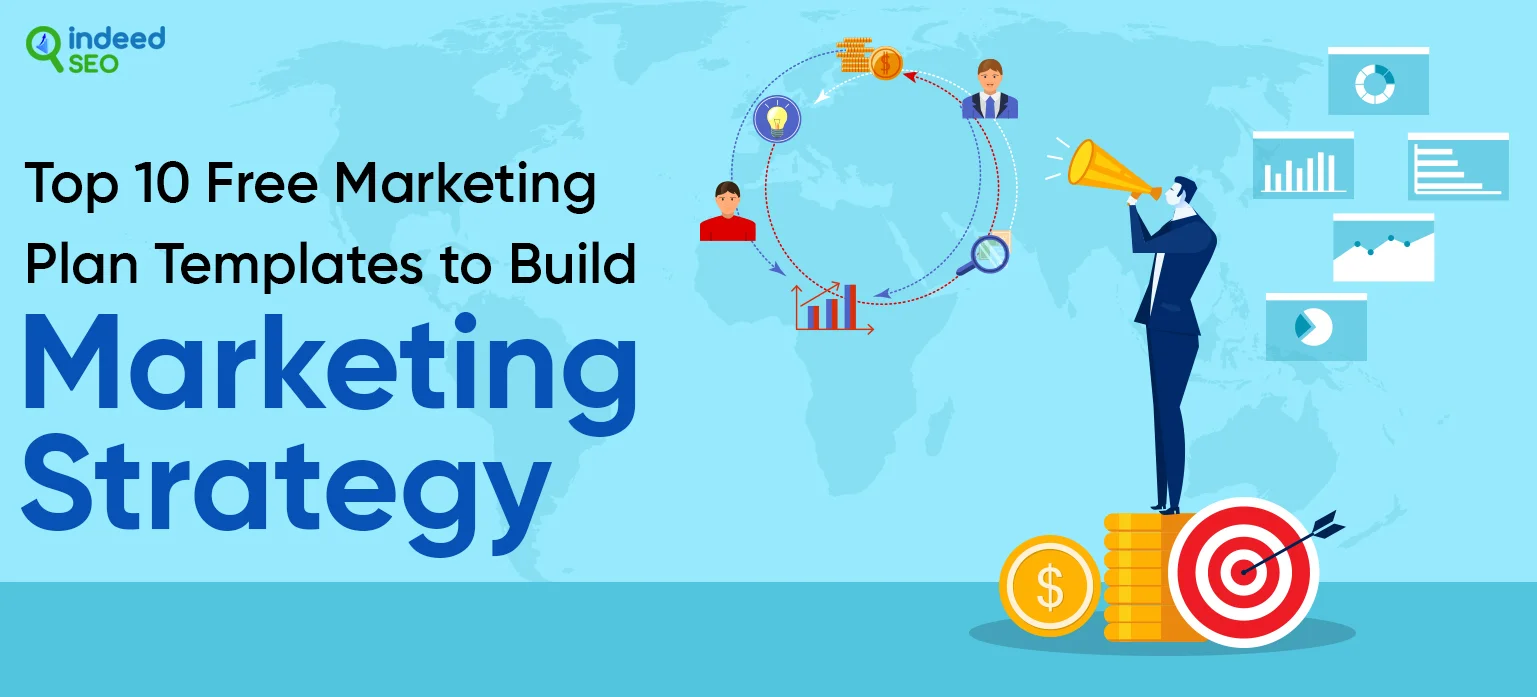 indeed
SEO
Top 10 Free Marketing
Plan Templates to Build
Marketing
Strategy
$
$